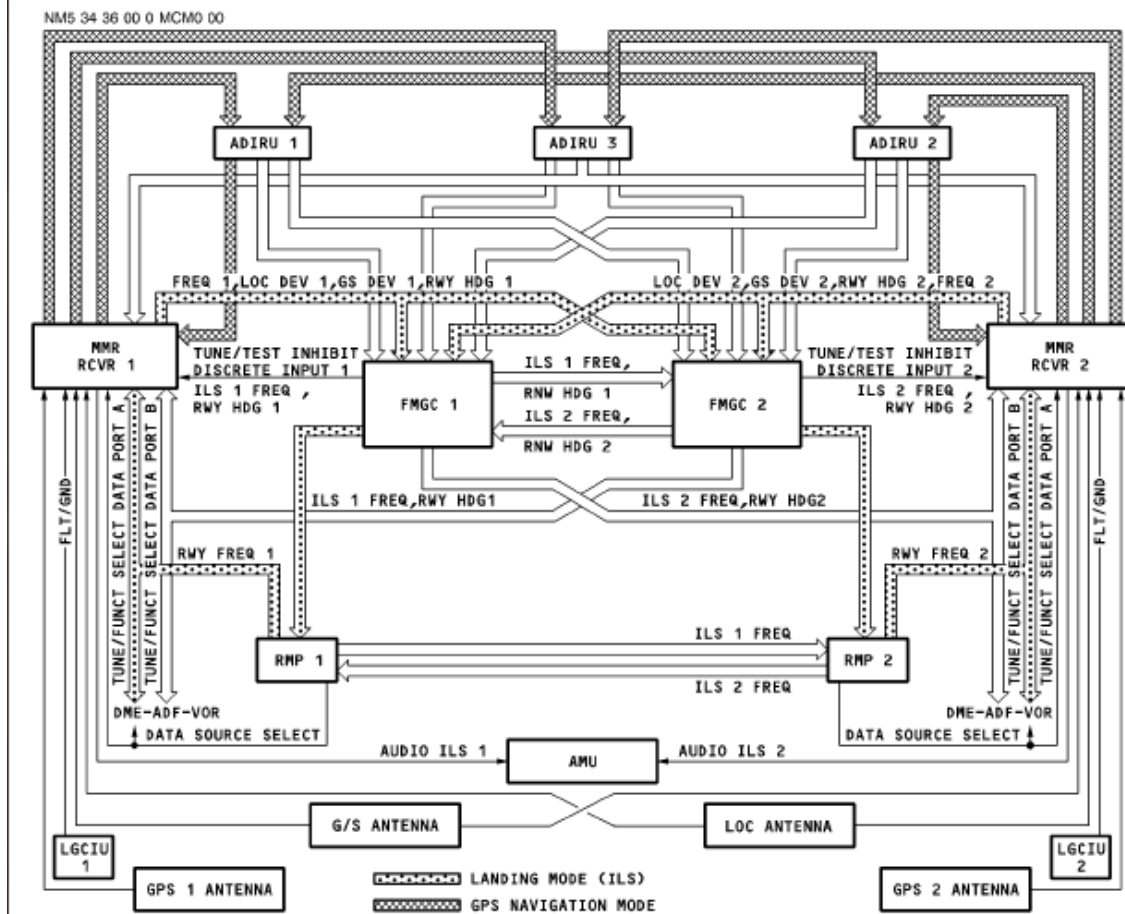 NM5 34 36 00 0 MCM0 00
ADIRU 1
ADIRU 3
ADIRU 2
FREQ 1,LOC DEV 1,GS DEV 1,RWY HDG 1
LOC DEV 2,GS DEV 2,RWY HDG 2,FREQ 2
MMR
RCVR 1
MMR
RCVR 2
TUNE/TEST INHIBIT
DISCRETE INPUT 1
ILS 1 FREQ ,
RWY HDG 1
FMGC 1
ILS 1 FREQ,
RNW HDG 1
ILS 2 FREQ,
RNW HDG 2
FMGC 2
TUNE/TEST INHIBIT
DISCRETE INPUT 2
ILS 2 FREQ ,
RWY HDG 2
FLT/GND
TUNE/FUNCT SELECT DATA PORT A
TUNE/FUNCT SELECT DATA PORT B
ILS 1 FREQ,RWY HDG1
ILS 2 FREQ,RWY HDG2
TUNE/FUNCT SELECT DATA PORT B
TUNE/FUNCT SELECT DATA PORT A
FLT/GND
RWY FREQ 1
RWY FREQ 2
RMP 1
ILS 1 FREQ
ILS 2 FREQ
RMP 2
DME-ADF-VOR
DME-ADF-VOR
DATA SOURCE SELECT
DATA SOURCE SELECT
AUDIO ILS 1
AMU
AUDIO ILS 2
G/S ANTENNA
LOC ANTENNA
LGCIU
1
LGCIU
2
GPS 1 ANTENNA
GPS 2 ANTENNA
LANDING MODE (ILS)
GPS NAVIGATION MODE